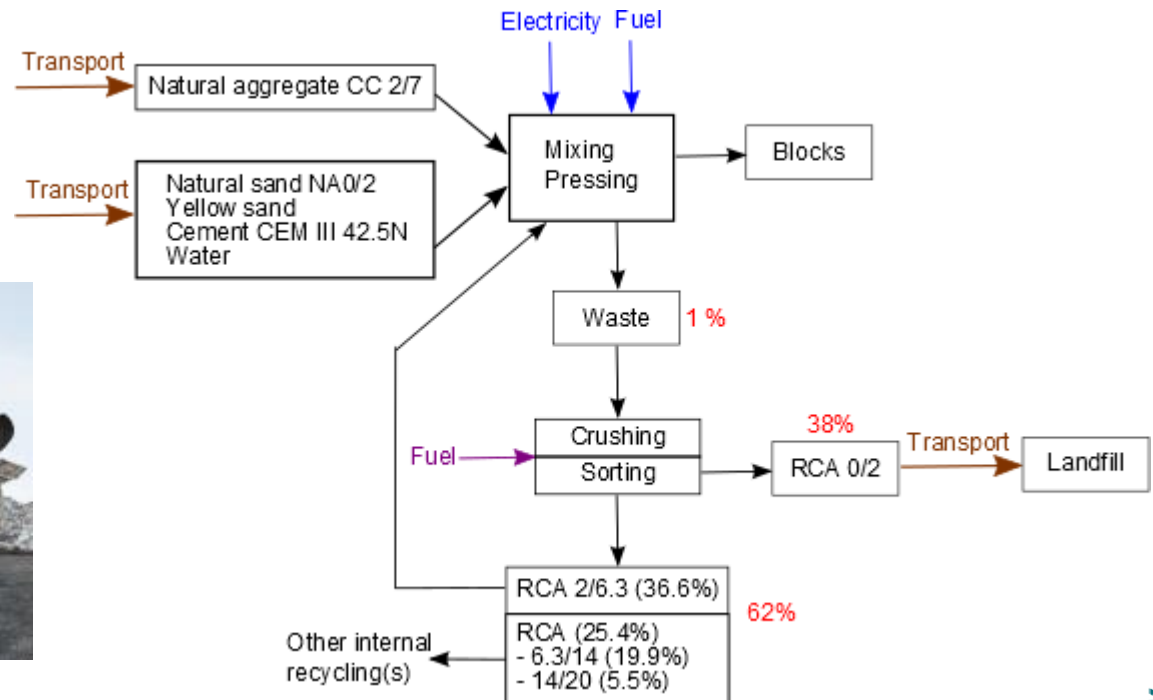 Electricity Fuel
Transport
Natural aggregate CC 2/7
Mixing
Pressing
Blocks
Transport
Natural sand NA0/2
Yellow sand
Cement CEM III 42.5N
Water
Waste
1 %
Crushing
Sorting
Fuel
38%
RCA 0/2
Transport
Landfill
RCA 2/6.3 (36.6%)
62%
RCA (25.4%)
- 6.3/14 (19.9%)
- 14/20 (5.5%)
Other internal
recycling(s)